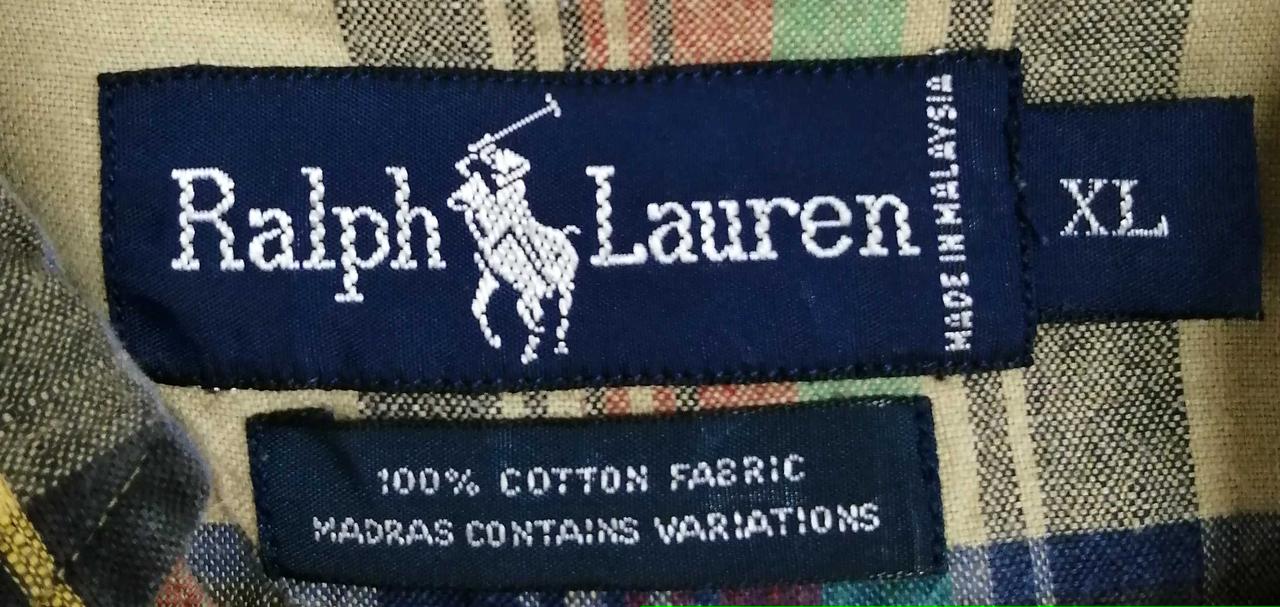 Ralph Lauren
MADE IN MALAYSIA
XL
100% COTTON FABRIC
MADRAS CONTAINS VARIATIONS